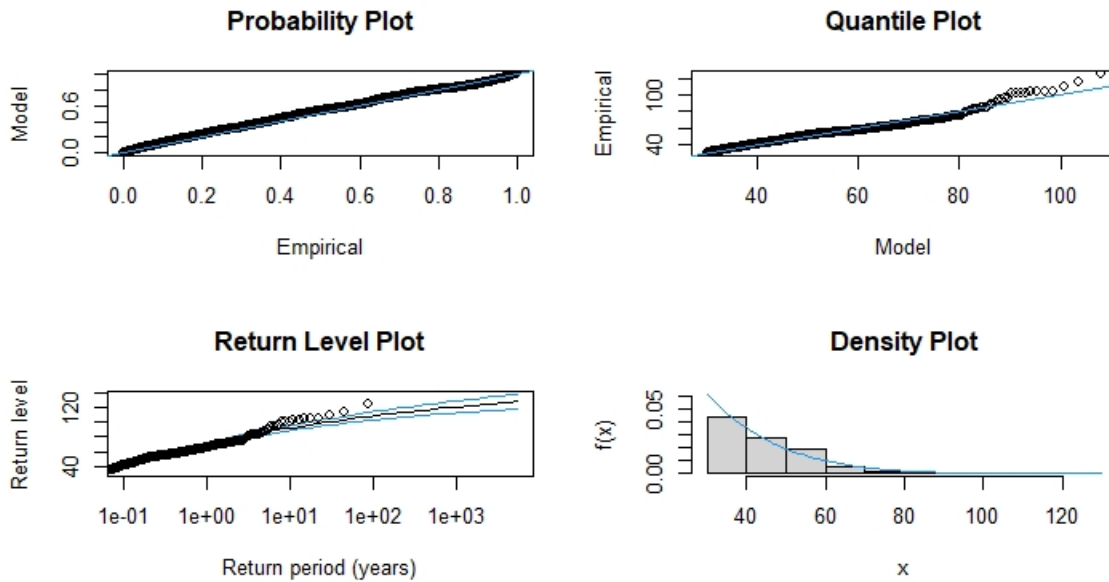 Probability Plot
Model
0.0 0.6
0.0 0.2 0.4 0.6 0.8 1.0
Empirical
Quantile Plot
Empirical
40 100
40 60 80 100
Model
Return Level Plot
Return level
40 120
1e-01 1e+00 1e+01 1e+02 1e+03
Return period (years)
Density Plot
f(x)
0.00 0.05
40 60 80 100 120
x